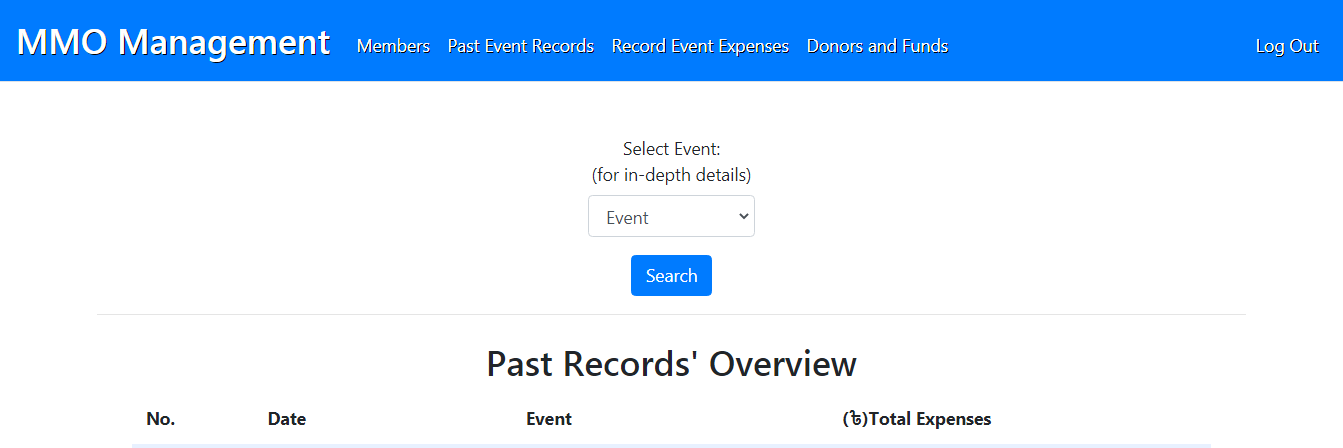 MMO Management Members Past Event Records Record Event Expenses Donors and Funds Log Out
Select Event:
(for in-depth details)
Event
Search
Past Records' Overview
No. Date Event (৳)Total Expenses